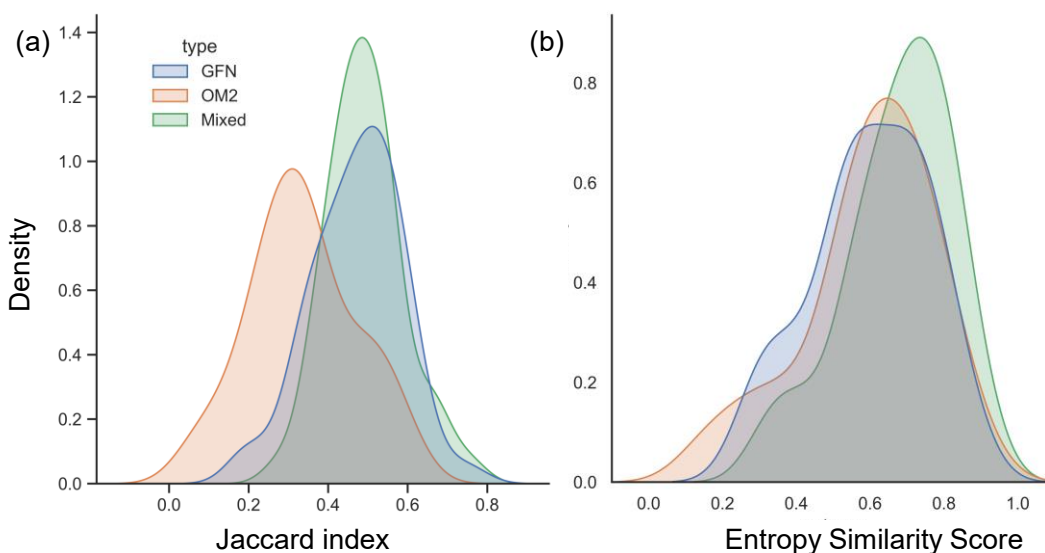 (a)
type
GFN
OM2
Mixed
Density
1.4
1.2
1.0
0.8
0.6
0.4
0.2
0.0
0.0 0.2 0.4 0.6 0.8
Jaccard index
(b)
0.8
0.6
0.4
0.2
0.0
0.0 0.2 0.4 0.6 0.8 1.0
Entropy Similarity Score